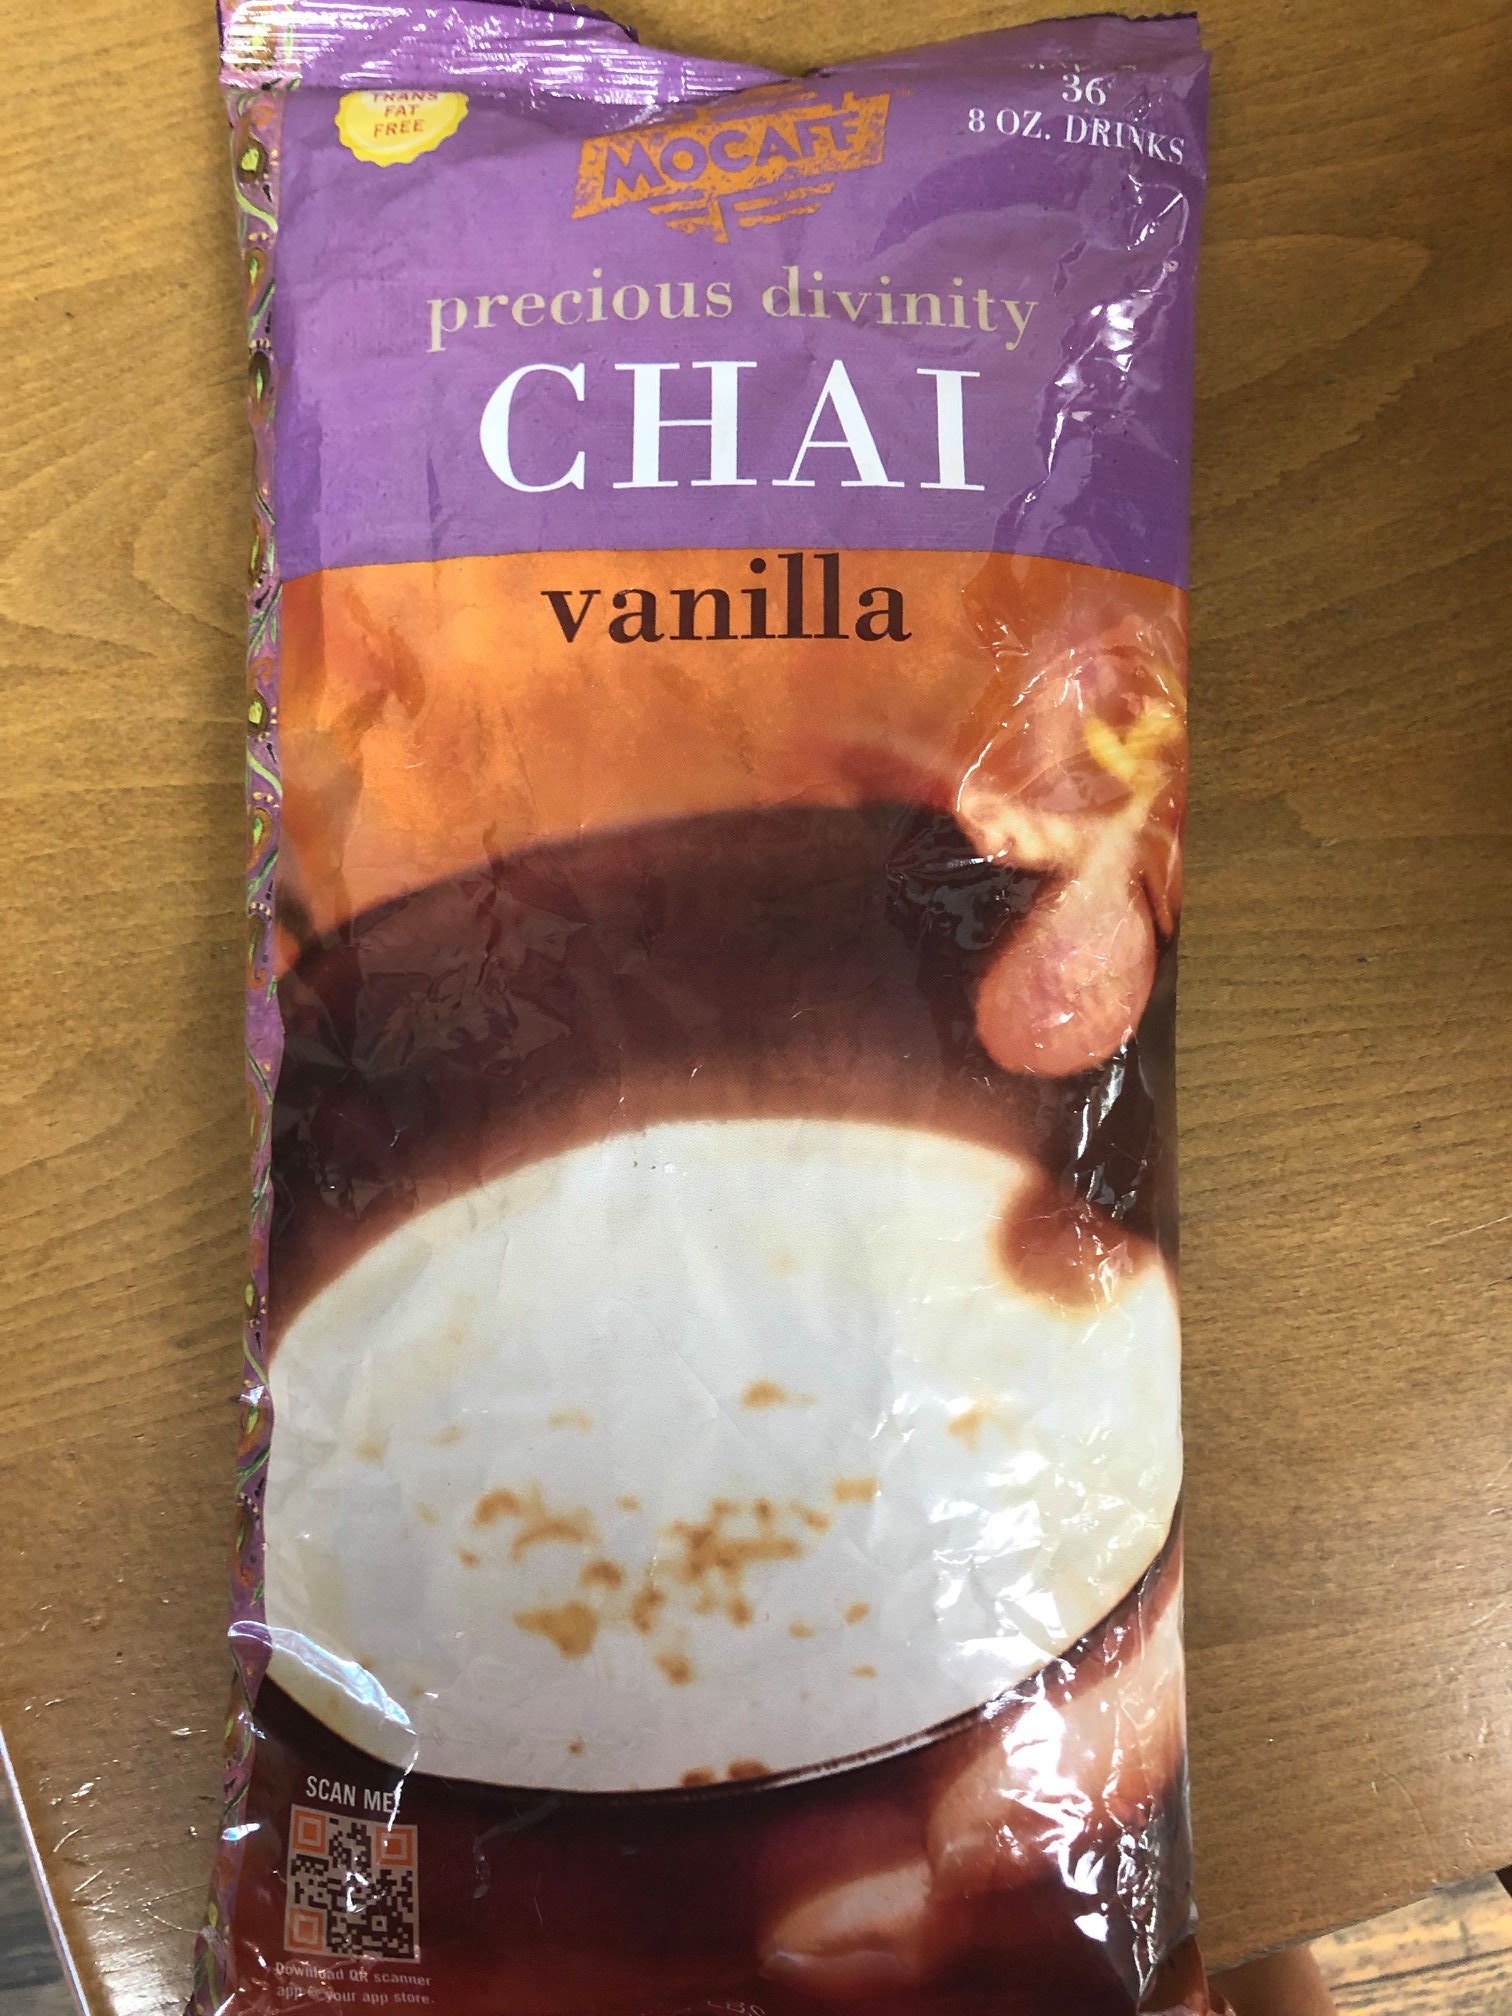 TRANS
FAT
FREE
MOCAFE
36
8 OZ. DRINKS
precious divinity
CHAI
vanilla
SCAN ME!
Download QR scanner
app @ your app store.